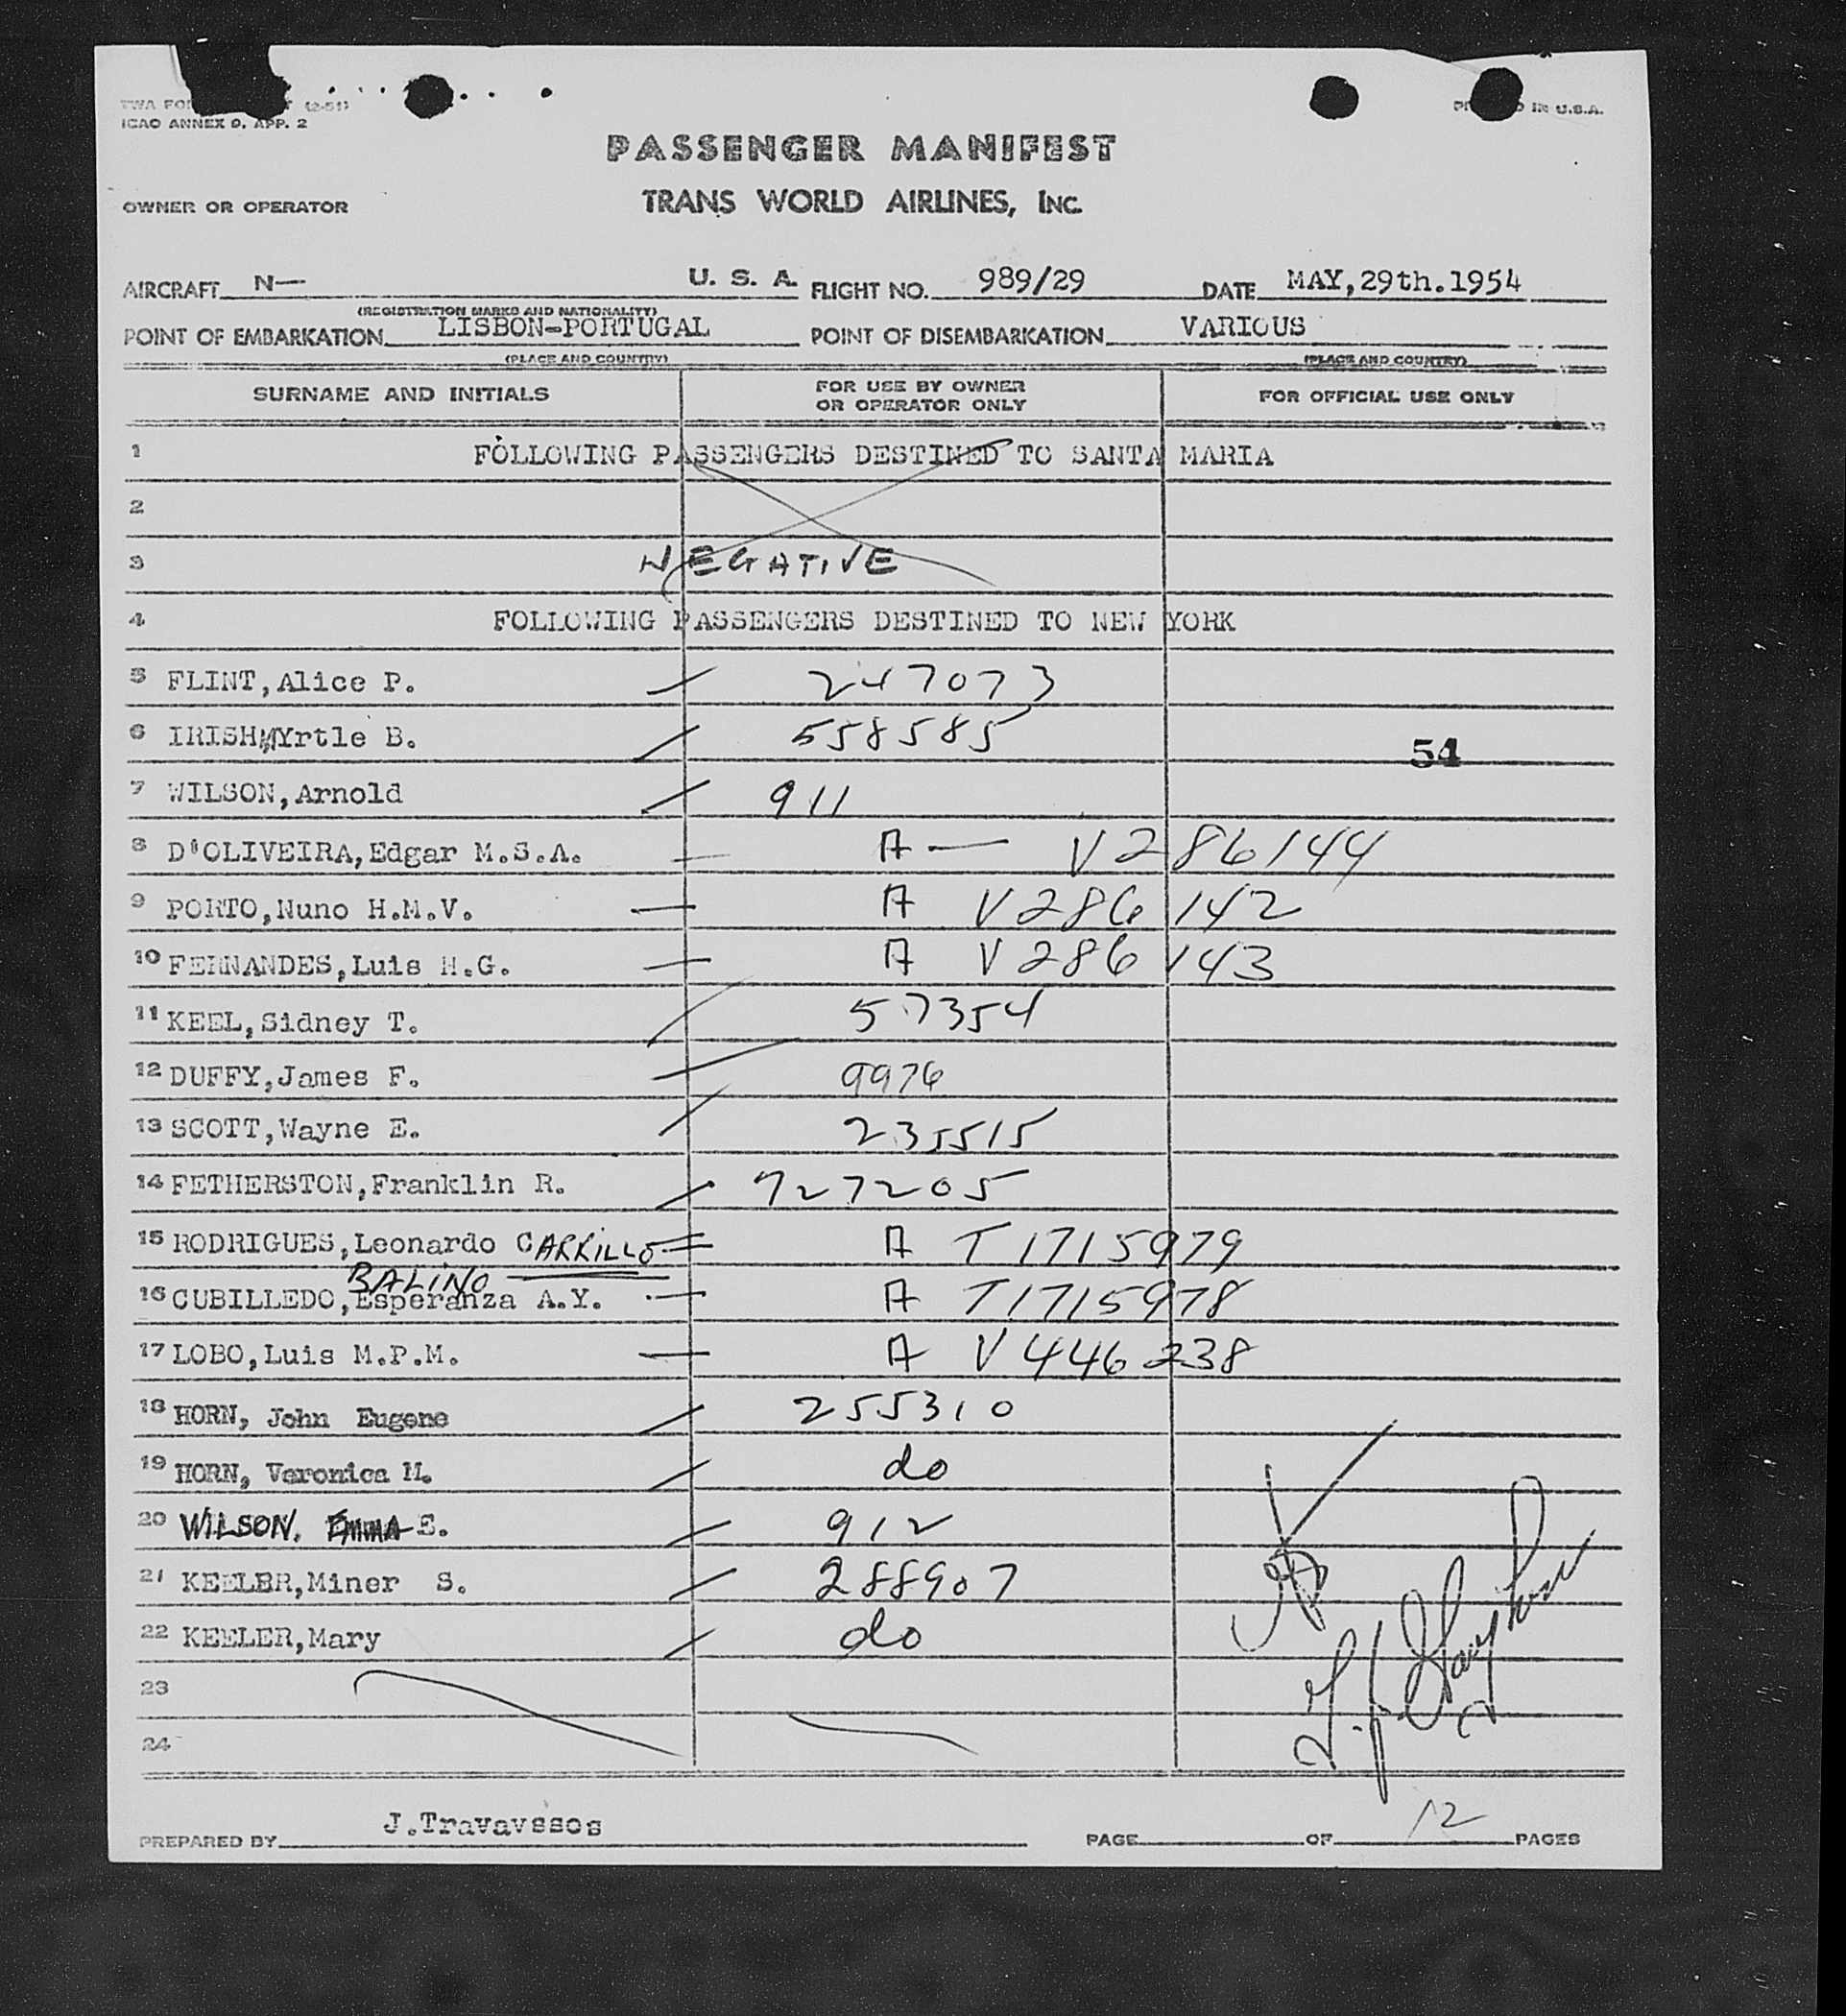 TWA FO (2-51)
ICAO ANNEX 9, APP. 2
IN U.S.A.
PASSENGER MANIFEST
OWNER OR OPERATOR TRANS WORLD AIRLINES, INC.
AIRCRAFT N— U. S. A. FLIGHT NO. 989/29 DATE MAY,29th.1954
(REGISTRATION MARKS AND NATIONALITY)
POINT OF EMBARKATION LISBON-PORTUGAL POINT OF DISEMBARKATION VARIOUS
(PLACE AND COUNTRY) (PLACE AND COUNTRY)
SURNAME AND INITIALS FOR USE BY OWNER OR OPERATOR ONLY FOR OFFICIAL USE ONLY
1 FOLLOWING PASSENGERS DESTINED TO SANTA MARIA
2
3 NEGATIVE
4 FOLLOWING PASSENGERS DESTINED TO NEW YORK
5 FLINT,Alice P. 247073
6 IRISH,MYrtle B. 558585
54
7 WILSON,Arnold 911
8 D'OLIVEIRA,Edgar M.S.A. A — V286144
9 PORTO,Nuno H.M.V. A V286142
10 FERNANDES,Luis H.G. A V286143
11 KEEL,Sidney T. 57354
12 DUFFY,James F. 9976
13 SCOTT,Wayne E. 235515
14 FETHERSTON,Franklin R. 727205
15 RODRIGUES,Leonardo CARRILLO A T1715979
BALINO
16 CUBILLEDO,Esperanza A.Y. A T1715978
17 LOBO,Luis M.P.M. A V446238
18 HORN, John Eugene 255310
19 HORN, Veronica M. do
20 WILSON, EMMA E. 912
21 KEELER,Miner S. 288907
22 KEELER,Mary do
23
24
PREPARED BY J.Travavssos PAGE OF 12 PAGES